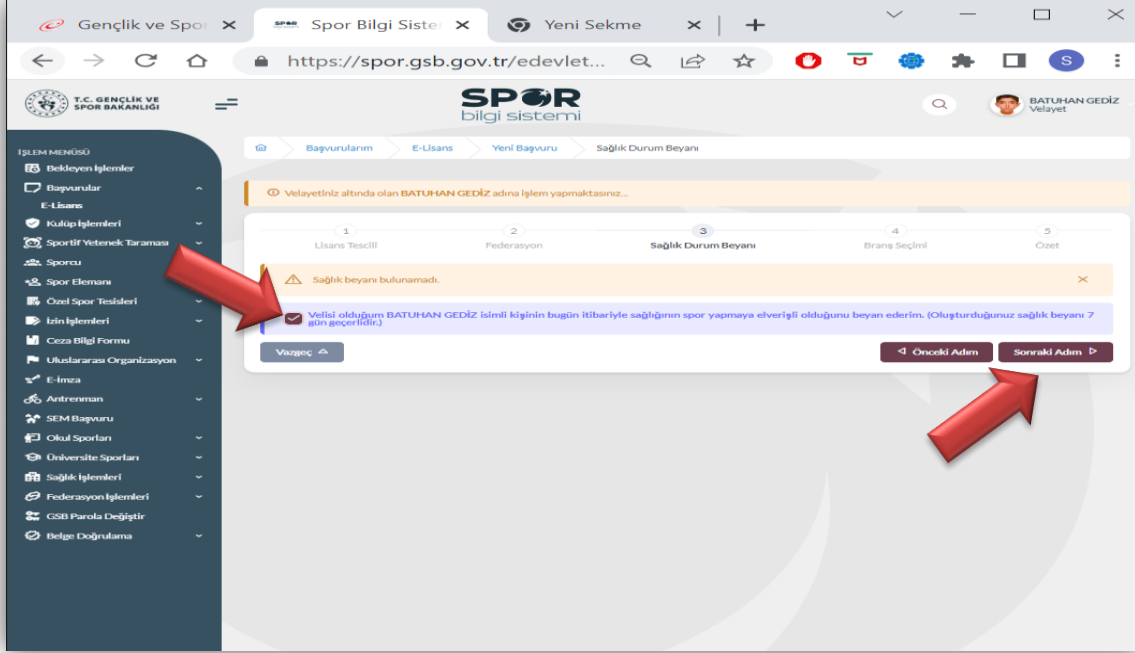 Gençlik ve Spor
Spor Bilgi Sister
Yeni Sekme
https://spor.gsb.gov.tr/edevlet...
S
T.C. GENÇLİK VE
SPOR BAKANLIĞI
SPOR
bilgi sistemi
BATUHAN GEDİZ
Velayet
İŞLEM MENÜSÜ
Bekleyen İşlemler
Başvurular
E-Lisans
Kulüp İşlemleri
Sportif Yetenek Taraması
Sporcu
Spor Elemanı
Özel Spor Tesisleri
İzin İşlemleri
Ceza Bilgi Formu
Uluslararası Organizasyon
E-İmza
Antrenman
SEM Başvuru
Okul Sporları
Üniversite Sporları
Sağlık İşlemleri
Federasyon İşlemleri
GSB Parola Değiştir
Belge Doğrulama
Başvurularım E-Lisans Yeni Başvuru Sağlık Durum Beyanı
Velayetiniz altında olan BATUHAN GEDİZ adına işlem yapmaktasınız...
1 2 3 4 5
Lisans Tescili Federasyon Sağlık Durum Beyanı Branş Seçimi Özet
Sağlık beyanı bulunamadı.
Velisi olduğum BATUHAN GEDİZ isimli kişinin bugün itibariyle sağlığının spor yapmaya elverişli olduğunu beyan ederim. (Oluşturduğunuz sağlık beyanı 7
gün geçerlidir.)
Vazgeç Önceki Adım Sonraki Adım